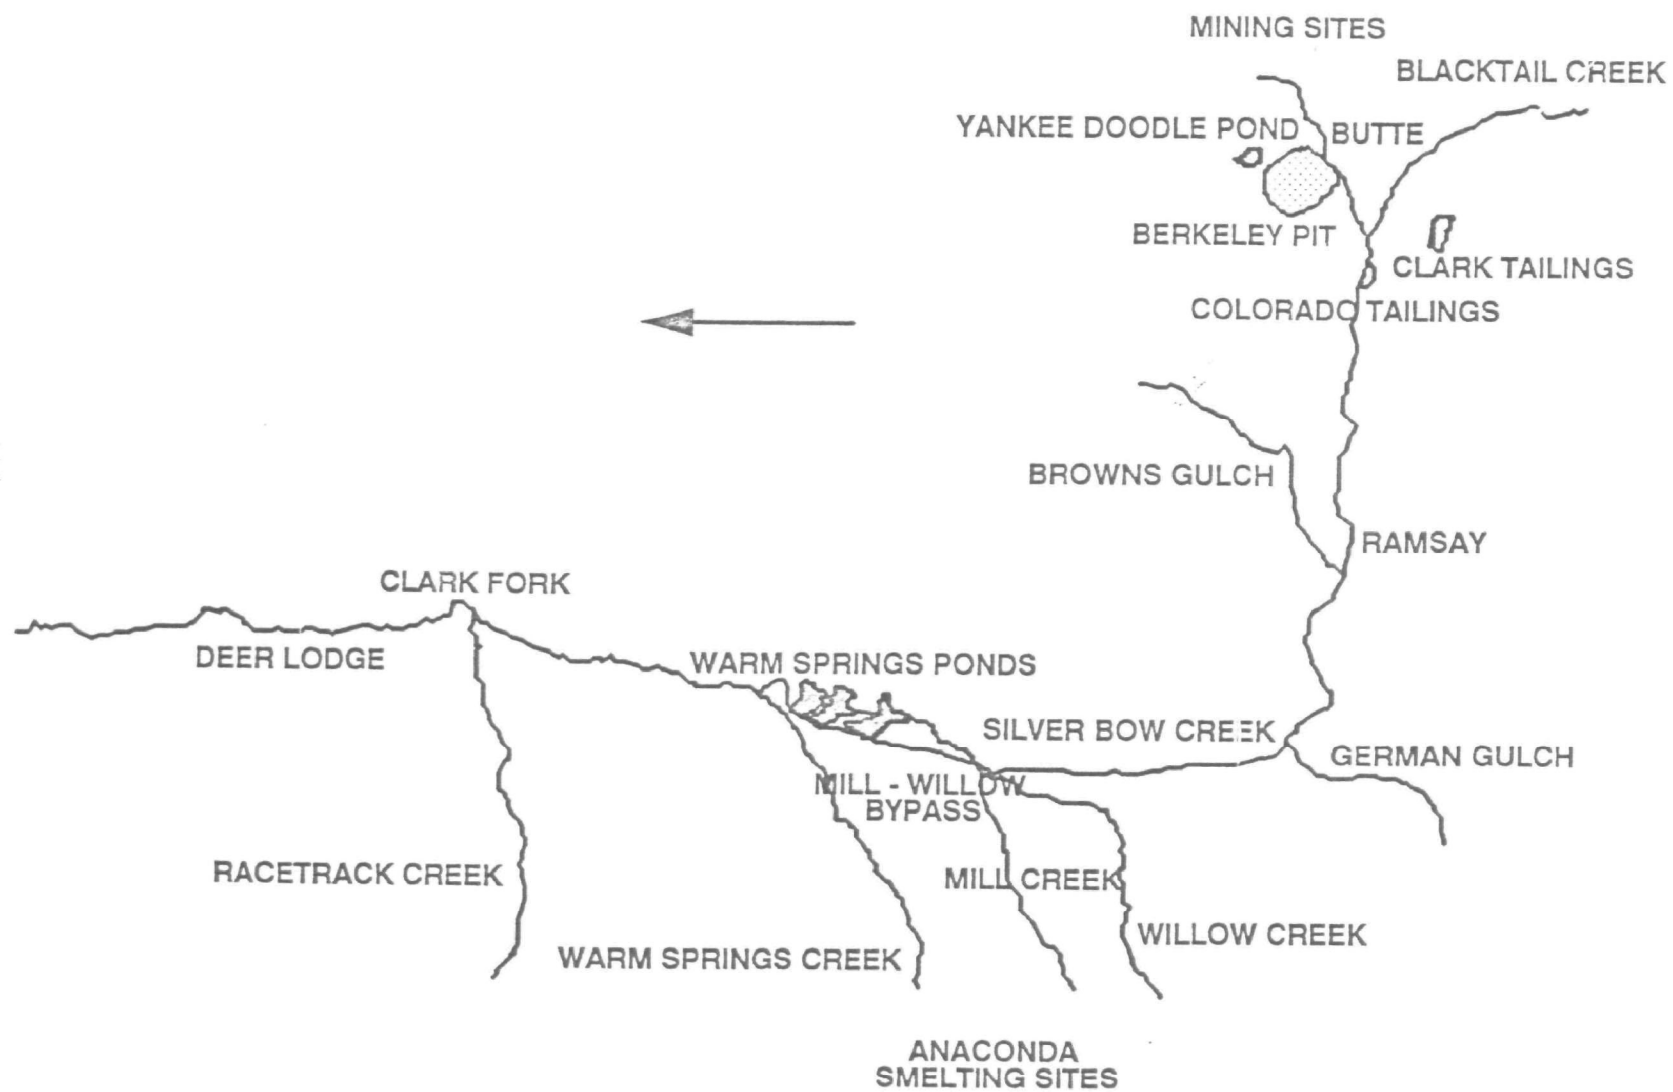 MINING SITES
BLACKTAIL CREEK
YANKEE DOODLE POND
BUTTE
BERKELEY PIT
CLARK TAILINGS
COLORADO TAILINGS
BROWNS GULCH
RAMSAY
CLARK FORK
DEER LODGE
WARM SPRINGS PONDS
SILVER BOW CREEK
GERMAN GULCH
MILL - WILLOW
BYPASS
RACETRACK CREEK
MILL CREEK
WILLOW CREEK
WARM SPRINGS CREEK
ANACONDA
SMELTING SITES